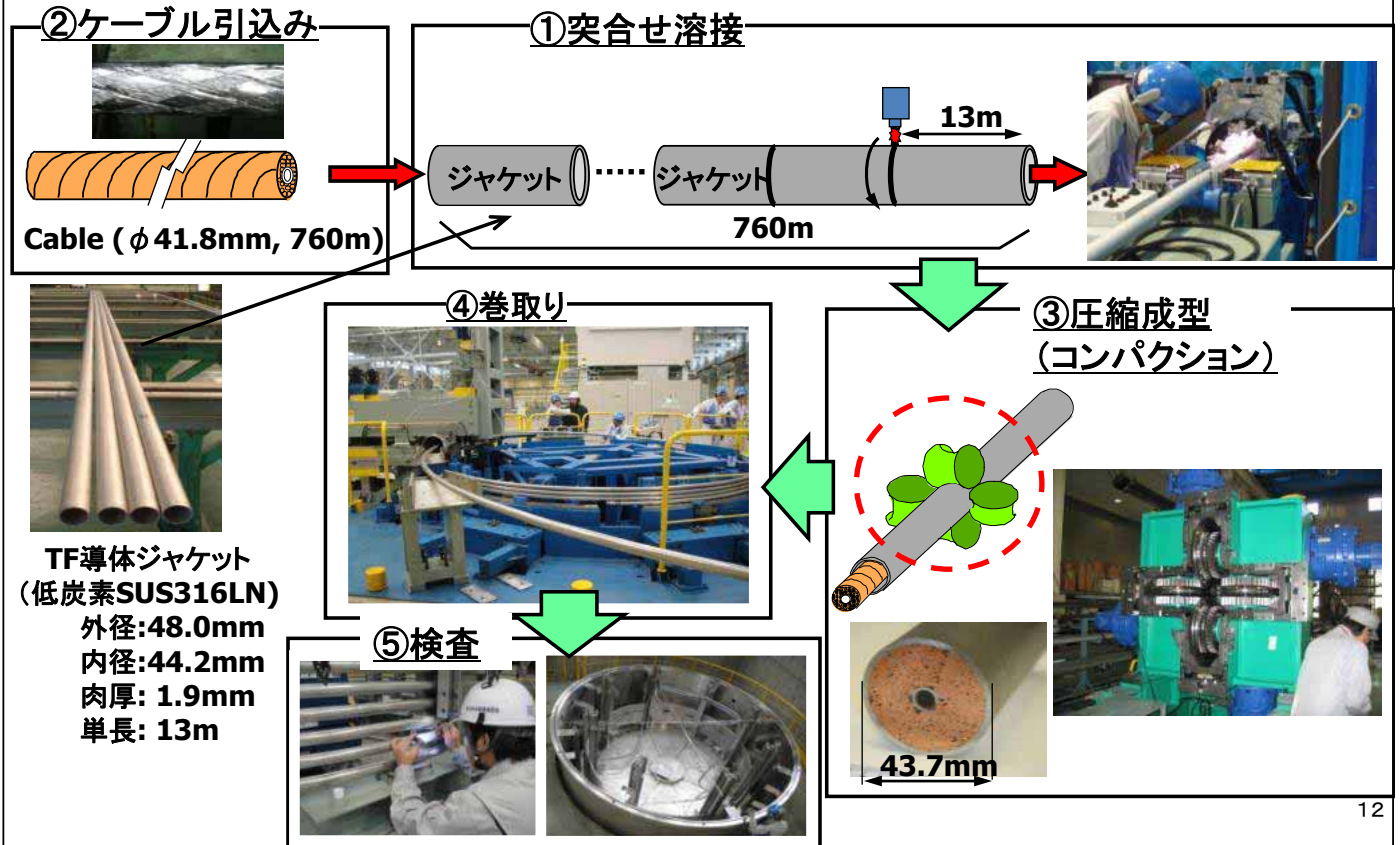 ②ケーブル引込み
Cable (φ41.8mm, 760m)
①突合せ溶接
13m
ジャケット
ジャケット
760m
TF導体ジャケット
（低炭素SUS316LN)
外径:48.0mm
内径:44.2mm
肉厚: 1.9mm
単長: 13m
③圧縮成型
（コンパクション）
43.7mm
④巻取り
⑤検査
12